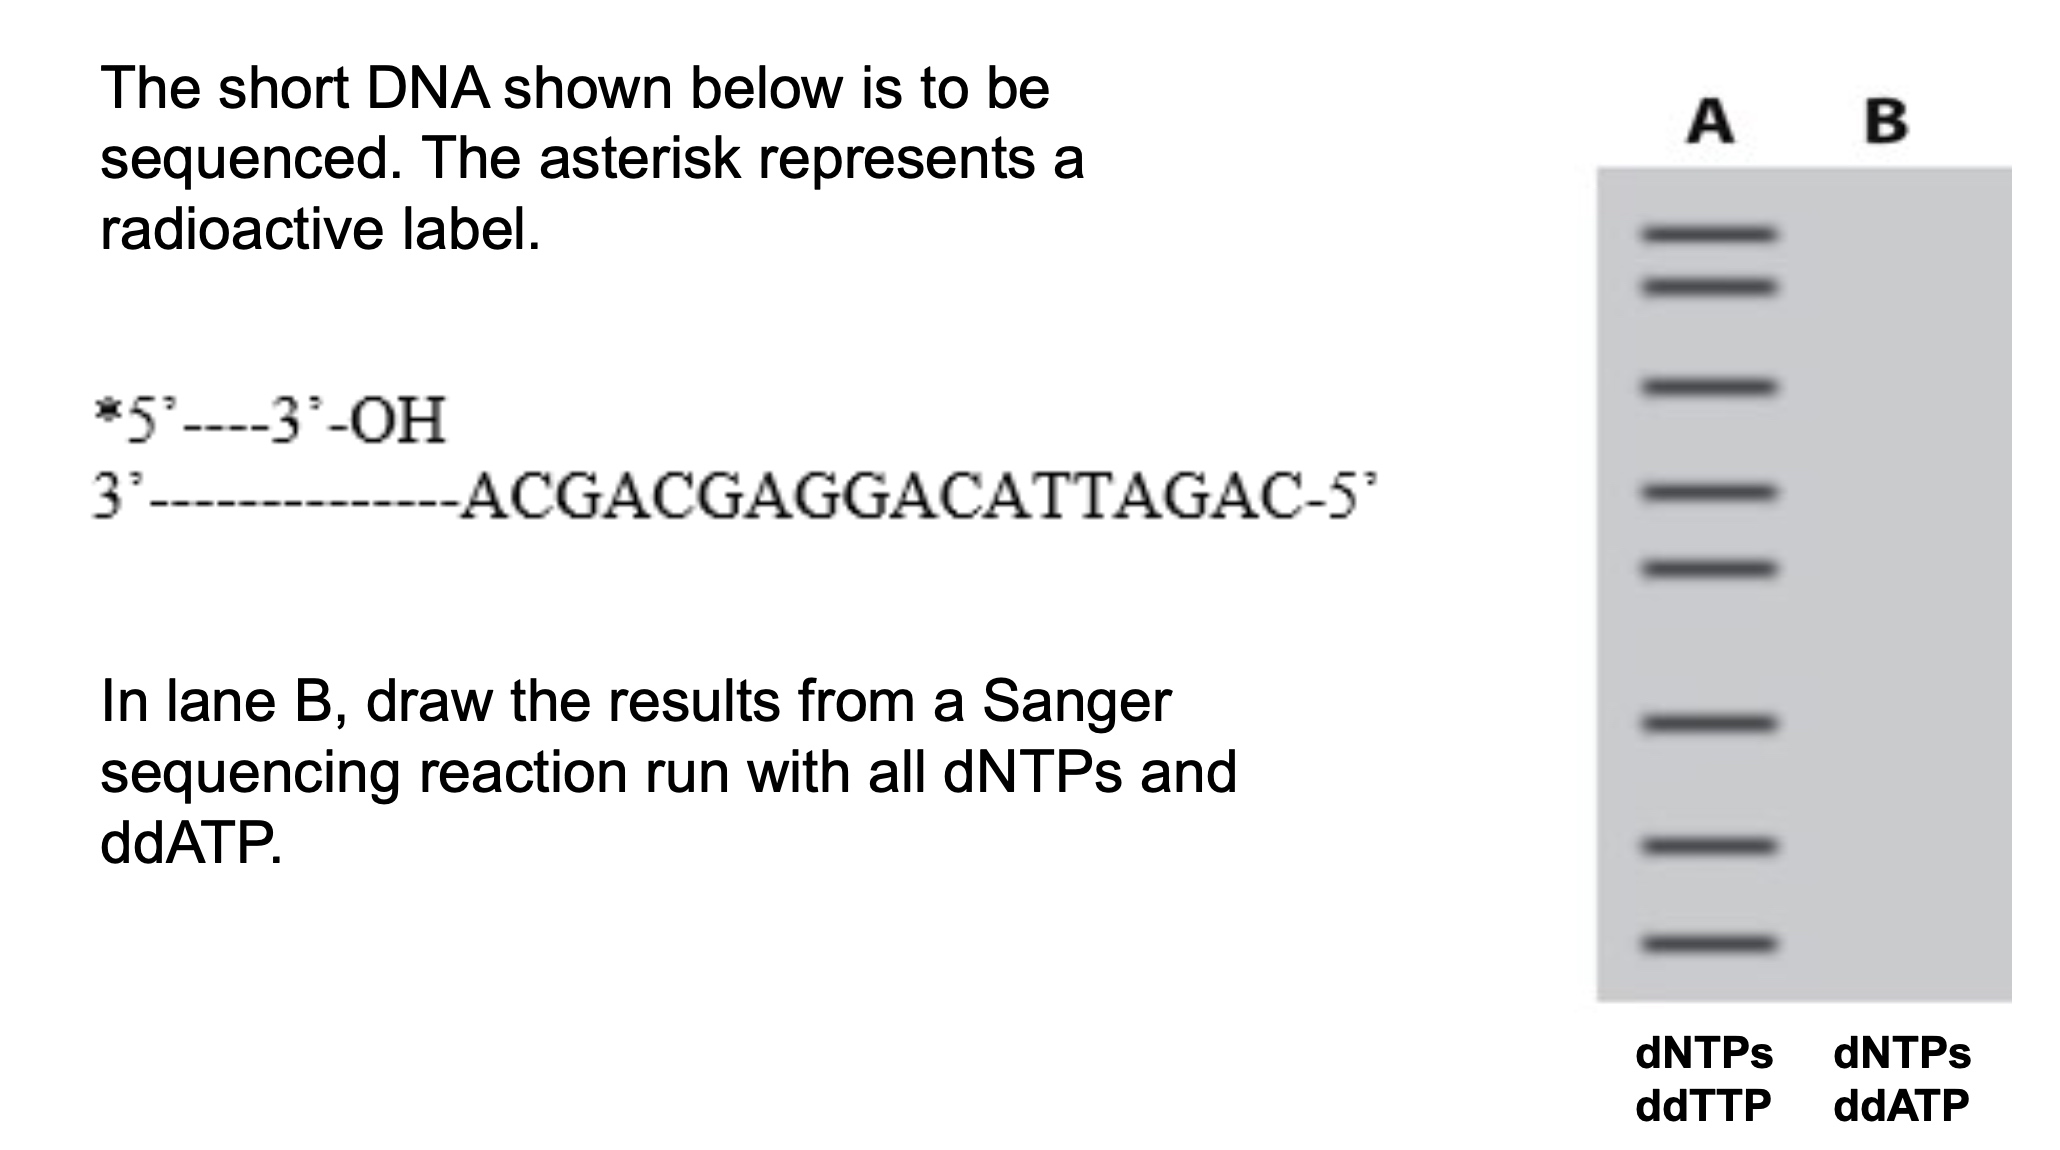 The short DNA shown below is to be
sequenced. The asterisk represents a
radioactive label.
*5’----3’-OH
3’--------------ACGACGAGGACATTAGAC-5’
In lane B, draw the results from a Sanger
sequencing reaction run with all dNTPs and
ddATP.
A B
dNTPs dNTPs
ddTTP ddATP